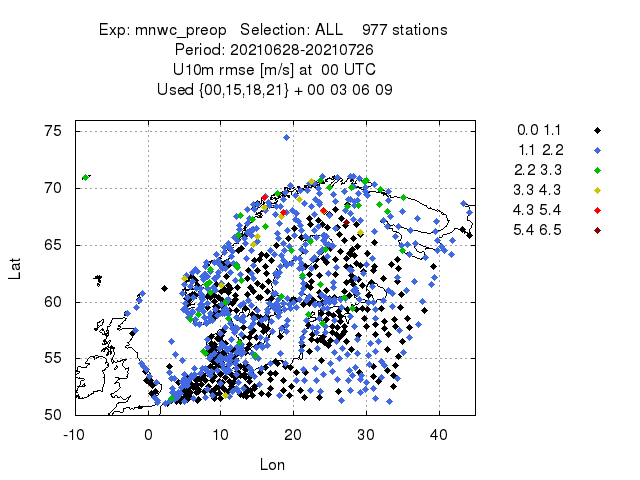 Exp: mnwc_preop   Selection: ALL    977 stations
Period: 20210628-20210726
U10m rmse [m/s] at  00 UTC
Used {00,15,18,21} + 00 03 06 09
0.0 1.1
1.1  2.2
2.2 3.3
3.3 4.3
4.3 5.4
5.4 6.5
75
70
65
60
55
50
Lat
-10 0 10 20 30 40
Lon